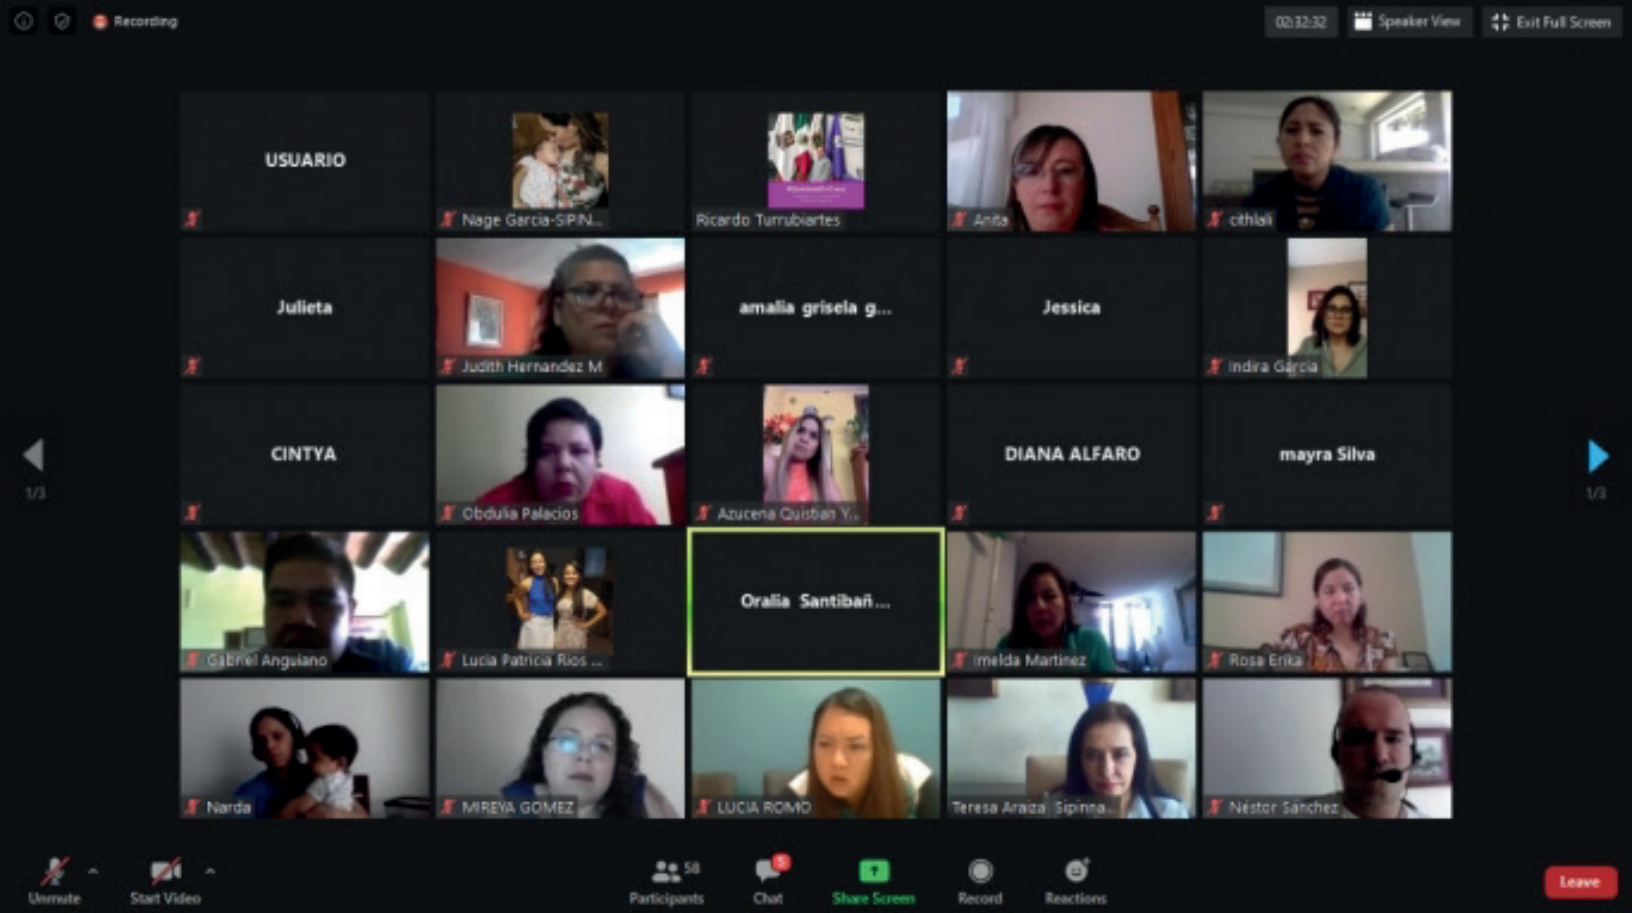 Recording
02:32:32
Speaker View
Exit Full Screen
USUARIO
Nage Garcia-SIPIN...
Ricardo Turrubiartes
Anita
cithlali
Julieta
Judith Hernandez M
amalia grisela g...
Jessica
Indira Garcia
CINTYA
Obdulia Palacios
Azucena Quistian Y...
DIANA ALFARO
mayra Silva
1/3
1/3
Gabriel Anguiano
Lucia Patricia Rios ...
Oralia Santibañ...
Imelda Martinez
Rosa Erika
Narda
MIREYA GOMEZ
LUCIA ROMO
Teresa Araiza Sipinna...
Néstor Sánchez
Unmute
Start Video
58
Participants
5
Chat
Share Screen
Record
Reactions
Leave